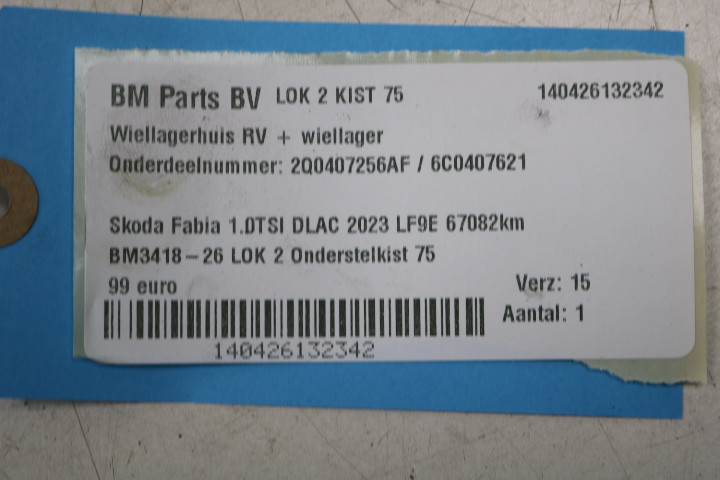 BM Parts BV LOK 2 KIST 75 140426132342
Wiellagerhuis RV + wiellager
Onderdeelnummer: 2Q0407256AF / 6C0407621
Skoda Fabia 1.0TSI DLAC 2023 LF9E 67082km
BM3418-26 LOK 2 Onderstelkist 75
99 euro Verz: 15
Aantal: 1
140426132342